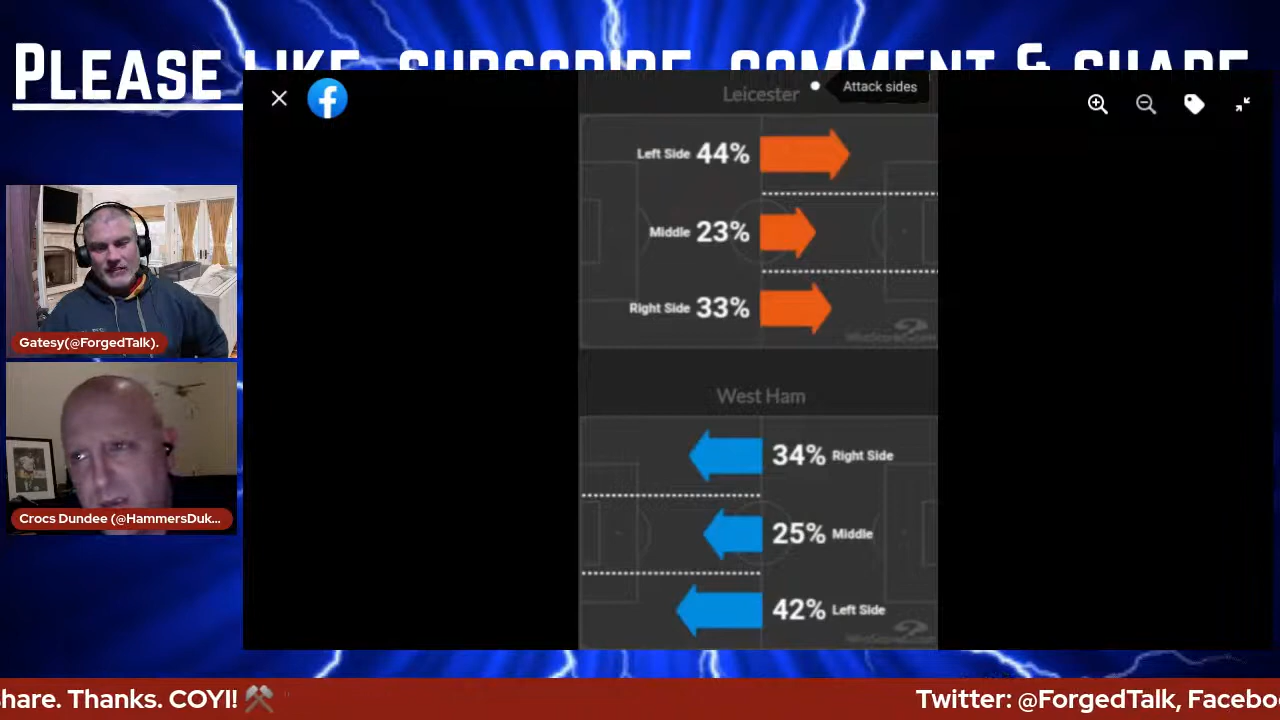 PLEASE LIKE, SUBSCRIBE, COMMENT & SHARE
Leicester
Attack sides
Left Side 44%
Middle 23%
Right Side 33%
West Ham
34% Right Side
25% Middle
42% Left Side
Gatesy(@ForgedTalk).
Crocs Dundee (@HammersDuk...
share. Thanks. COYI! ⚒
Twitter: @ForgedTalk, Facebo